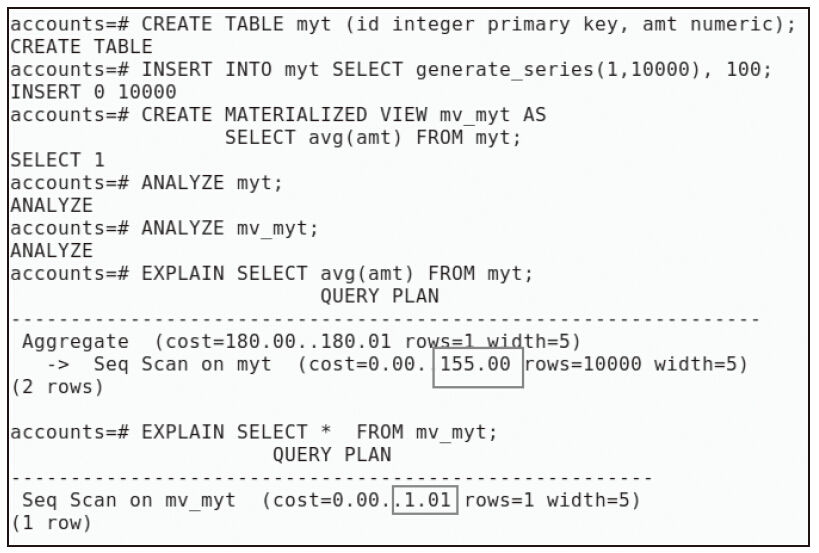 accounts=# CREATE TABLE myt (id integer primary key, amt numeric);
CREATE TABLE
accounts=# INSERT INTO myt SELECT generate_series(1,10000), 100;
INSERT 0 10000
accounts=# CREATE MATERIALIZED VIEW mv_myt AS
                  SELECT avg(amt) FROM myt;
SELECT 1
accounts=# ANALYZE myt;
ANALYZE
accounts=# ANALYZE mv_myt;
ANALYZE
accounts=# EXPLAIN SELECT avg(amt) FROM myt;
                          QUERY PLAN
---------------------------------------------------------------
 Aggregate  (cost=180.00..180.01 rows=1 width=5)
   ->  Seq Scan on myt  (cost=0.00..155.00 rows=10000 width=5)
(2 rows)

accounts=# EXPLAIN SELECT *  FROM mv_myt;
                      QUERY PLAN
------------------------------------------------------
 Seq Scan on mv_myt  (cost=0.00..1.01 rows=1 width=5)
(1 row)